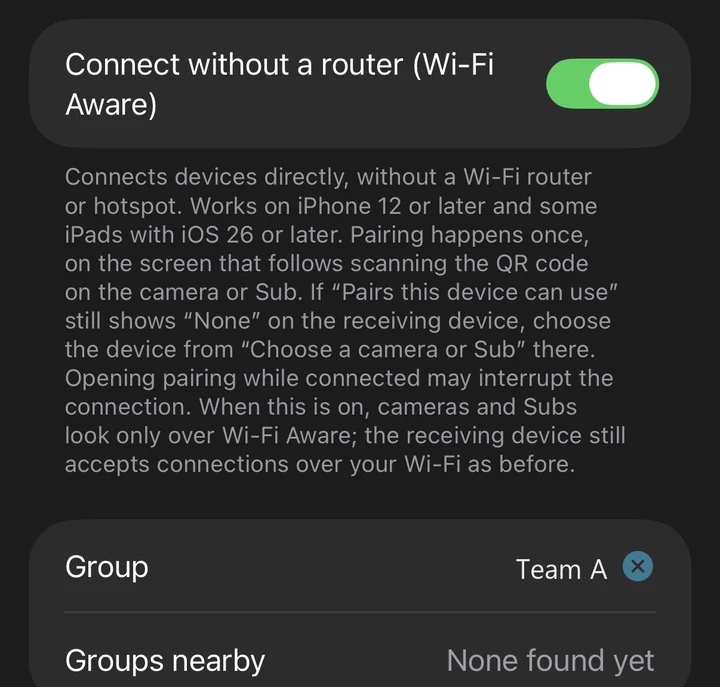 Connect without a router (Wi-Fi
Aware)
Connects devices directly, without a Wi-Fi router
or hotspot. Works on iPhone 12 or later and some
iPads with iOS 26 or later. Pairing happens once,
on the screen that follows scanning the QR code
on the camera or Sub. If “Pairs this device can use”
still shows “None” on the receiving device, choose
the device from “Choose a camera or Sub” there.
Opening pairing while connected may interrupt the
connection. When this is on, cameras and Subs
look only over Wi-Fi Aware; the receiving device still
accepts connections over your Wi-Fi as before.
Group Team A
Groups nearby None found yet